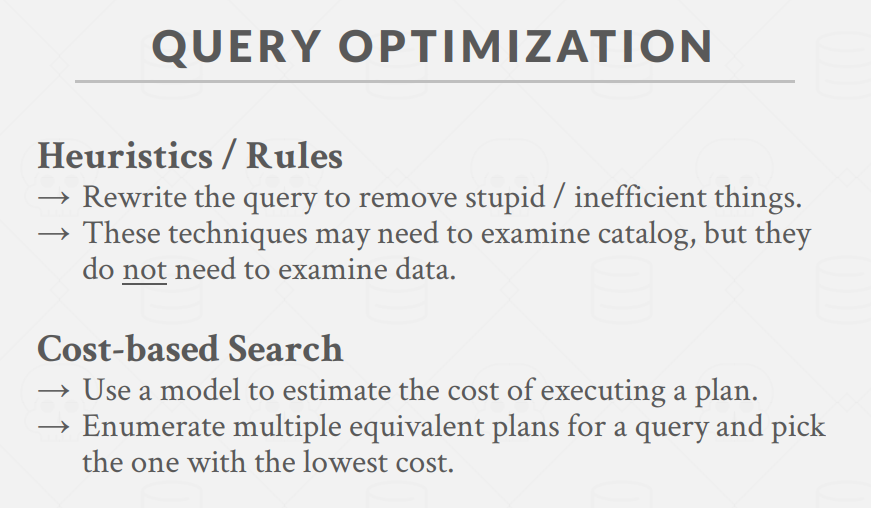 QUERY OPTIMIZATION
Heuristics / Rules
→ Rewrite the query to remove stupid / inefficient things.
→ These techniques may need to examine catalog, but they
do not need to examine data.
Cost-based Search
→ Use a model to estimate the cost of executing a plan.
→ Enumerate multiple equivalent plans for a query and pick
the one with the lowest cost.